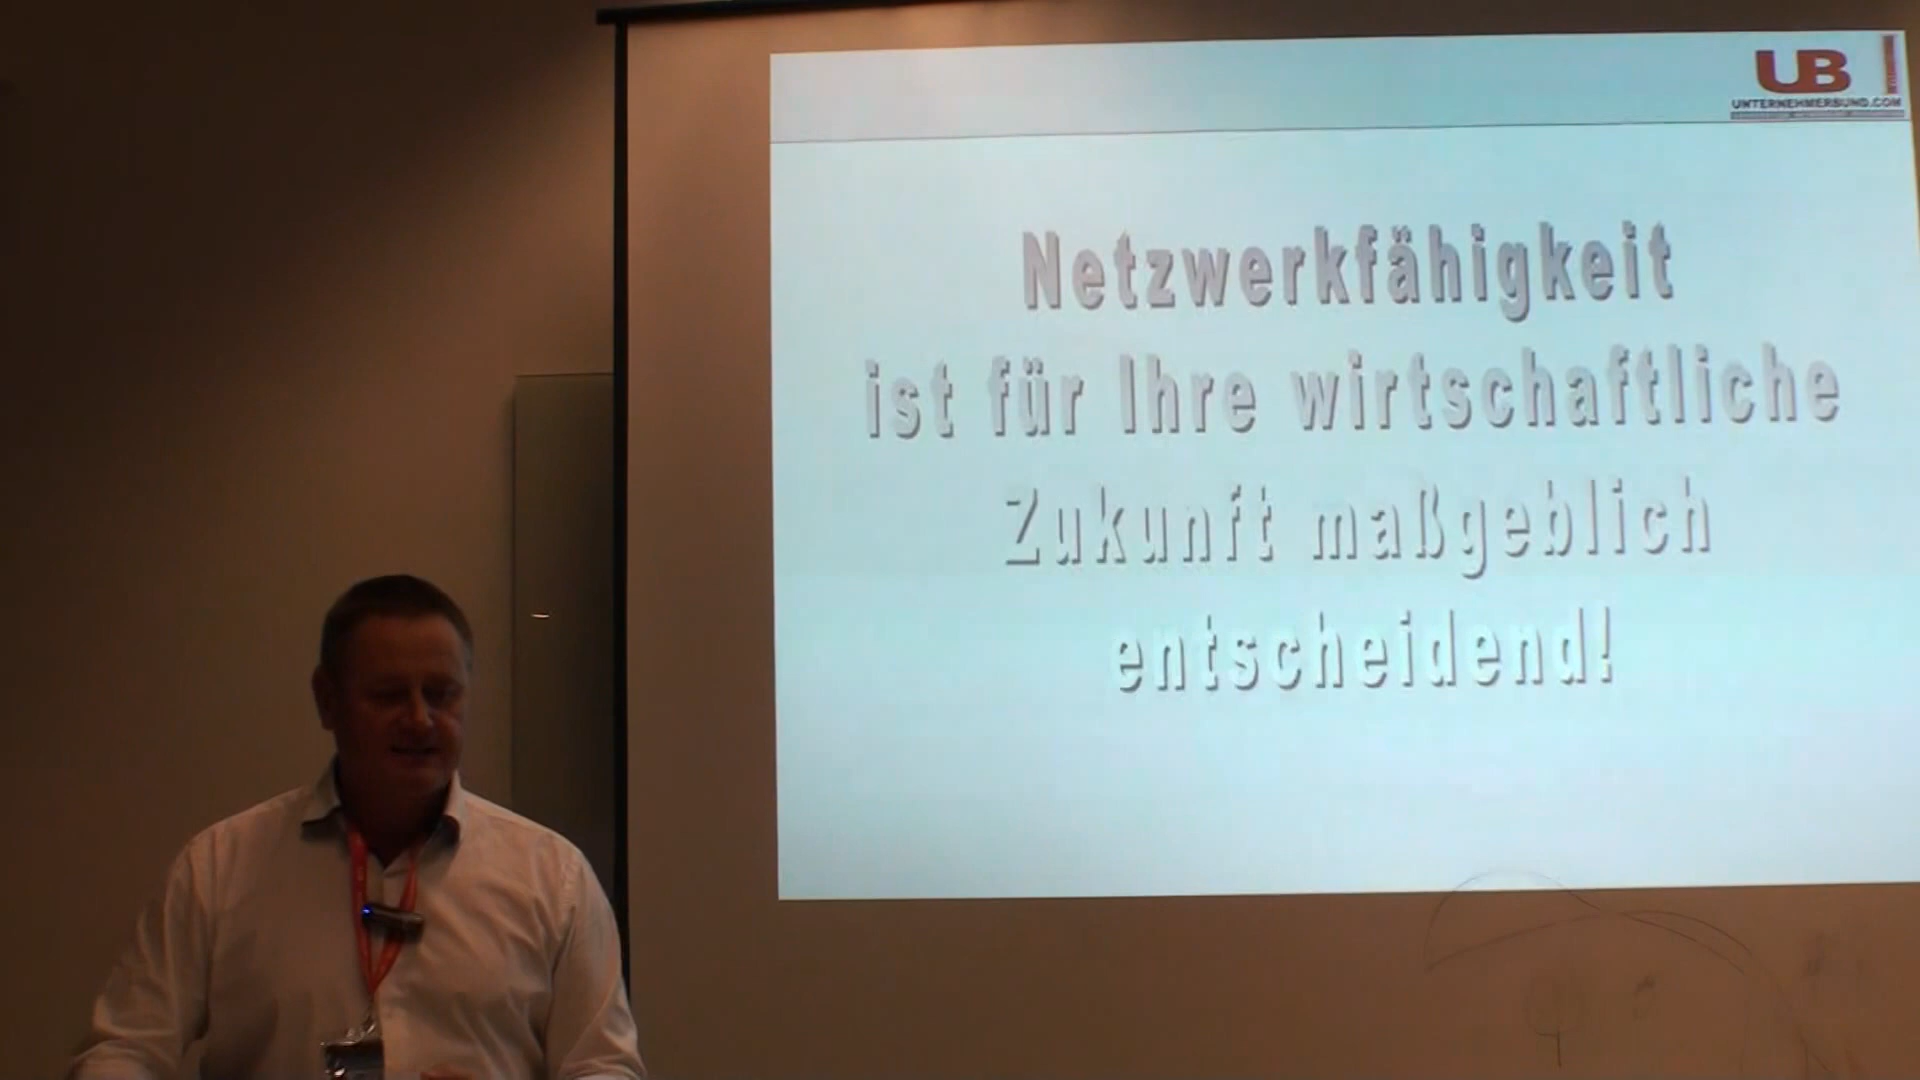 UB
UNTERNEHMERBUND.COM
Netzwerkfähigkeit
ist für Ihre wirtschaftliche
Zukunft maßgeblich
entscheidend!